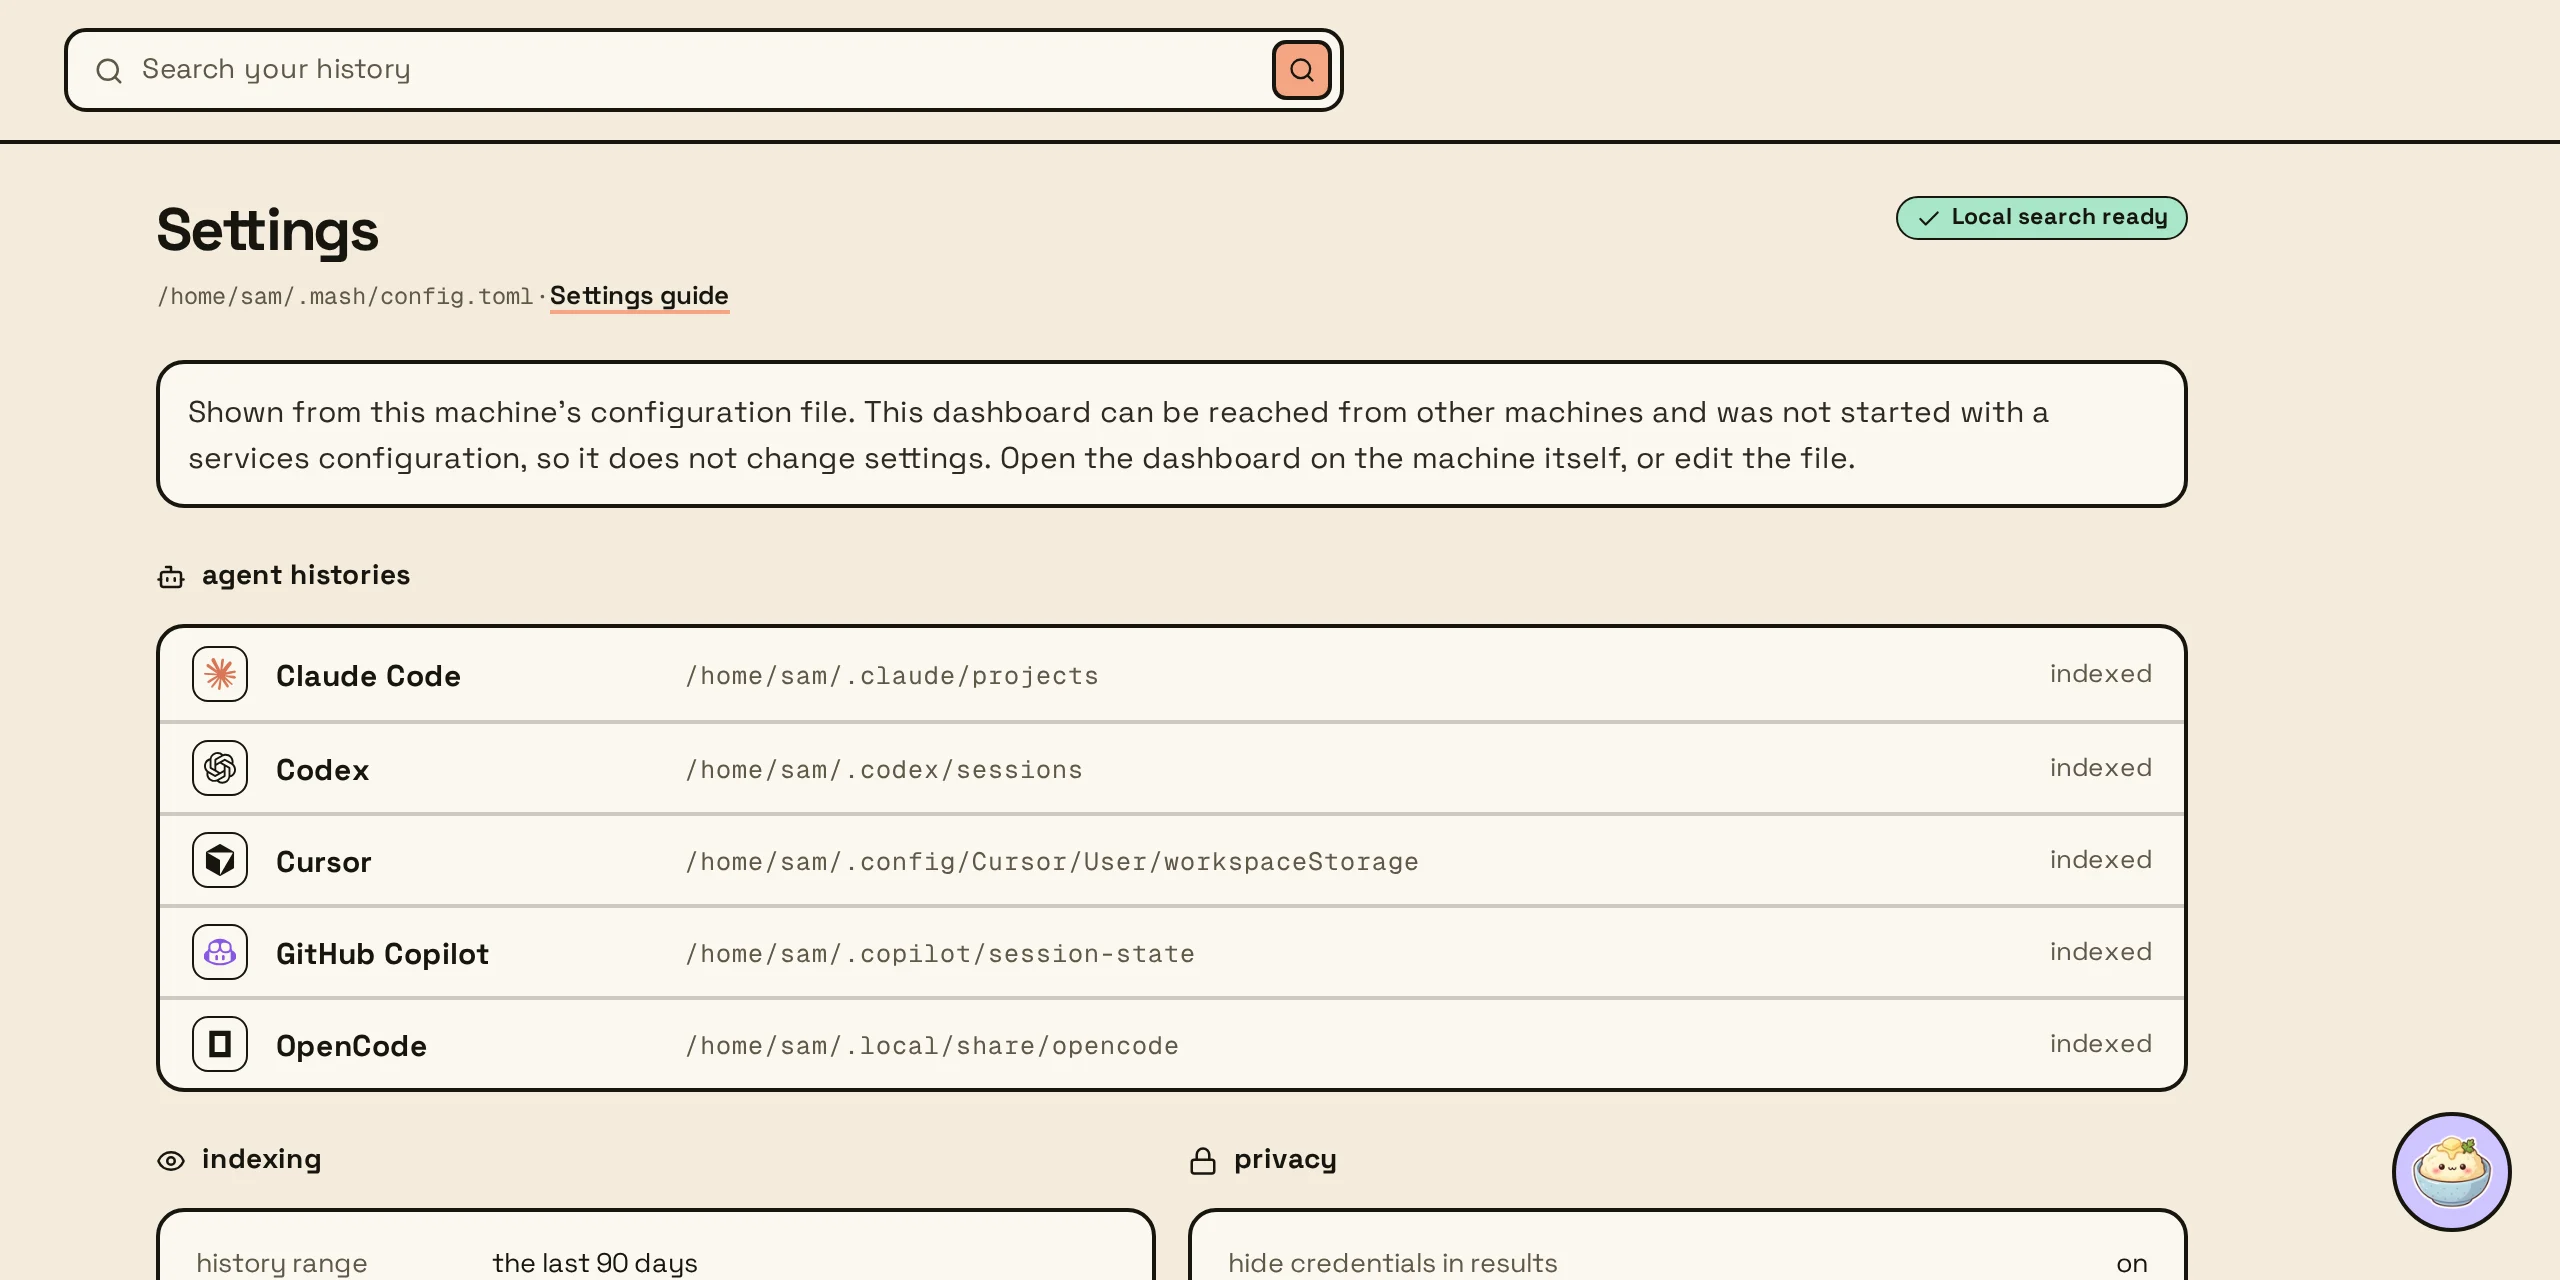 Search your history
Settings
Local search ready
/home/sam/.mash/config.toml · Settings guide
Shown from this machine’s configuration file. This dashboard can be reached from other machines and was not started with a
services configuration, so it does not change settings. Open the dashboard on the machine itself, or edit the file.
agent histories
Claude Code /home/sam/.claude/projects indexed
Codex /home/sam/.codex/sessions indexed
Cursor /home/sam/.config/Cursor/User/workspaceStorage indexed
GitHub Copilot /home/sam/.copilot/session-state indexed
OpenCode /home/sam/.local/share/opencode indexed
indexing
history range the last 90 days
privacy
hide credentials in results on